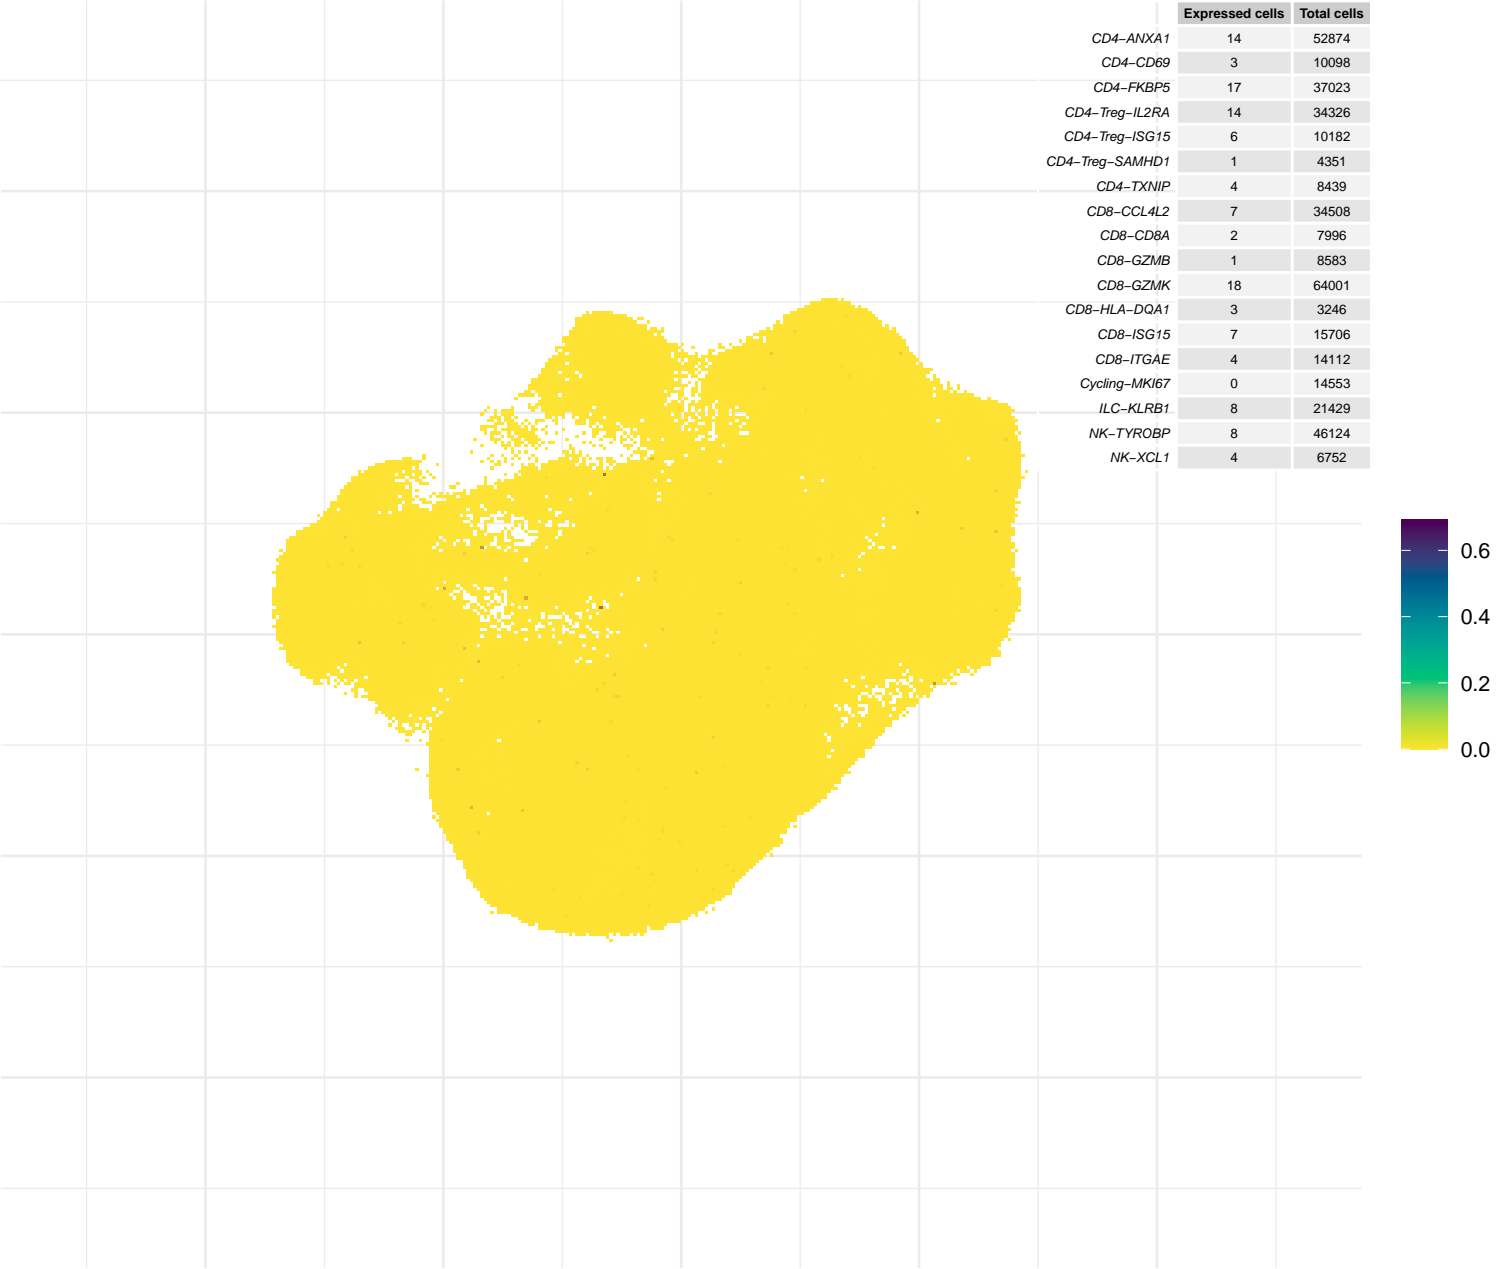 Expressed cells Total cells
CD4−ANXA1 14 52874
CD4−CD69 3 10098
CD4−FKBP5 17 37023
CD4−Treg−IL2RA 14 34326
CD4−Treg−ISG15 6 10182
CD4−Treg−SAMHD1 1 4351
CD4−TXNIP 4 8439
CD8−CCL4L2 7 34508
CD8−CD8A 2 7996
CD8−GZMB 1 8583
CD8−GZMK 18 64001
CD8−HLA−DQA1 3 3246
CD8−ISG15 7 15706
CD8−ITGAE 4 14112
Cycling−MKI67 0 14553
ILC−KLRB1 8 21429
NK−TYROBP 8 46124
NK−XCL1 4 6752
0.6
0.4
0.2
0.0